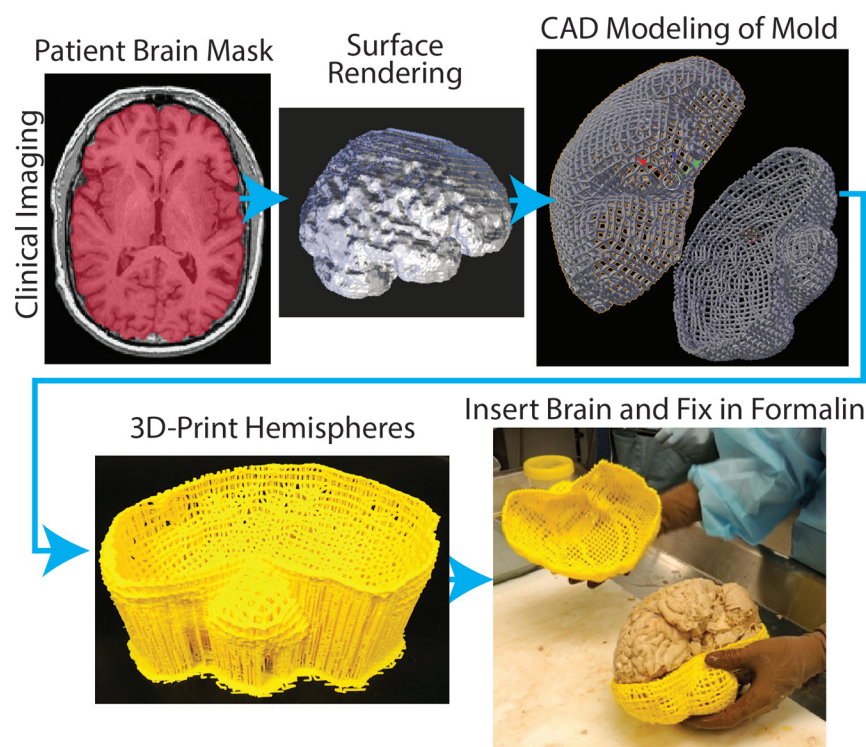 Patient Brain Mask
Surface
Rendering
CAD Modeling of Mold
Clinical Imaging
3D-Print Hemispheres
Insert Brain and Fix in Formalin